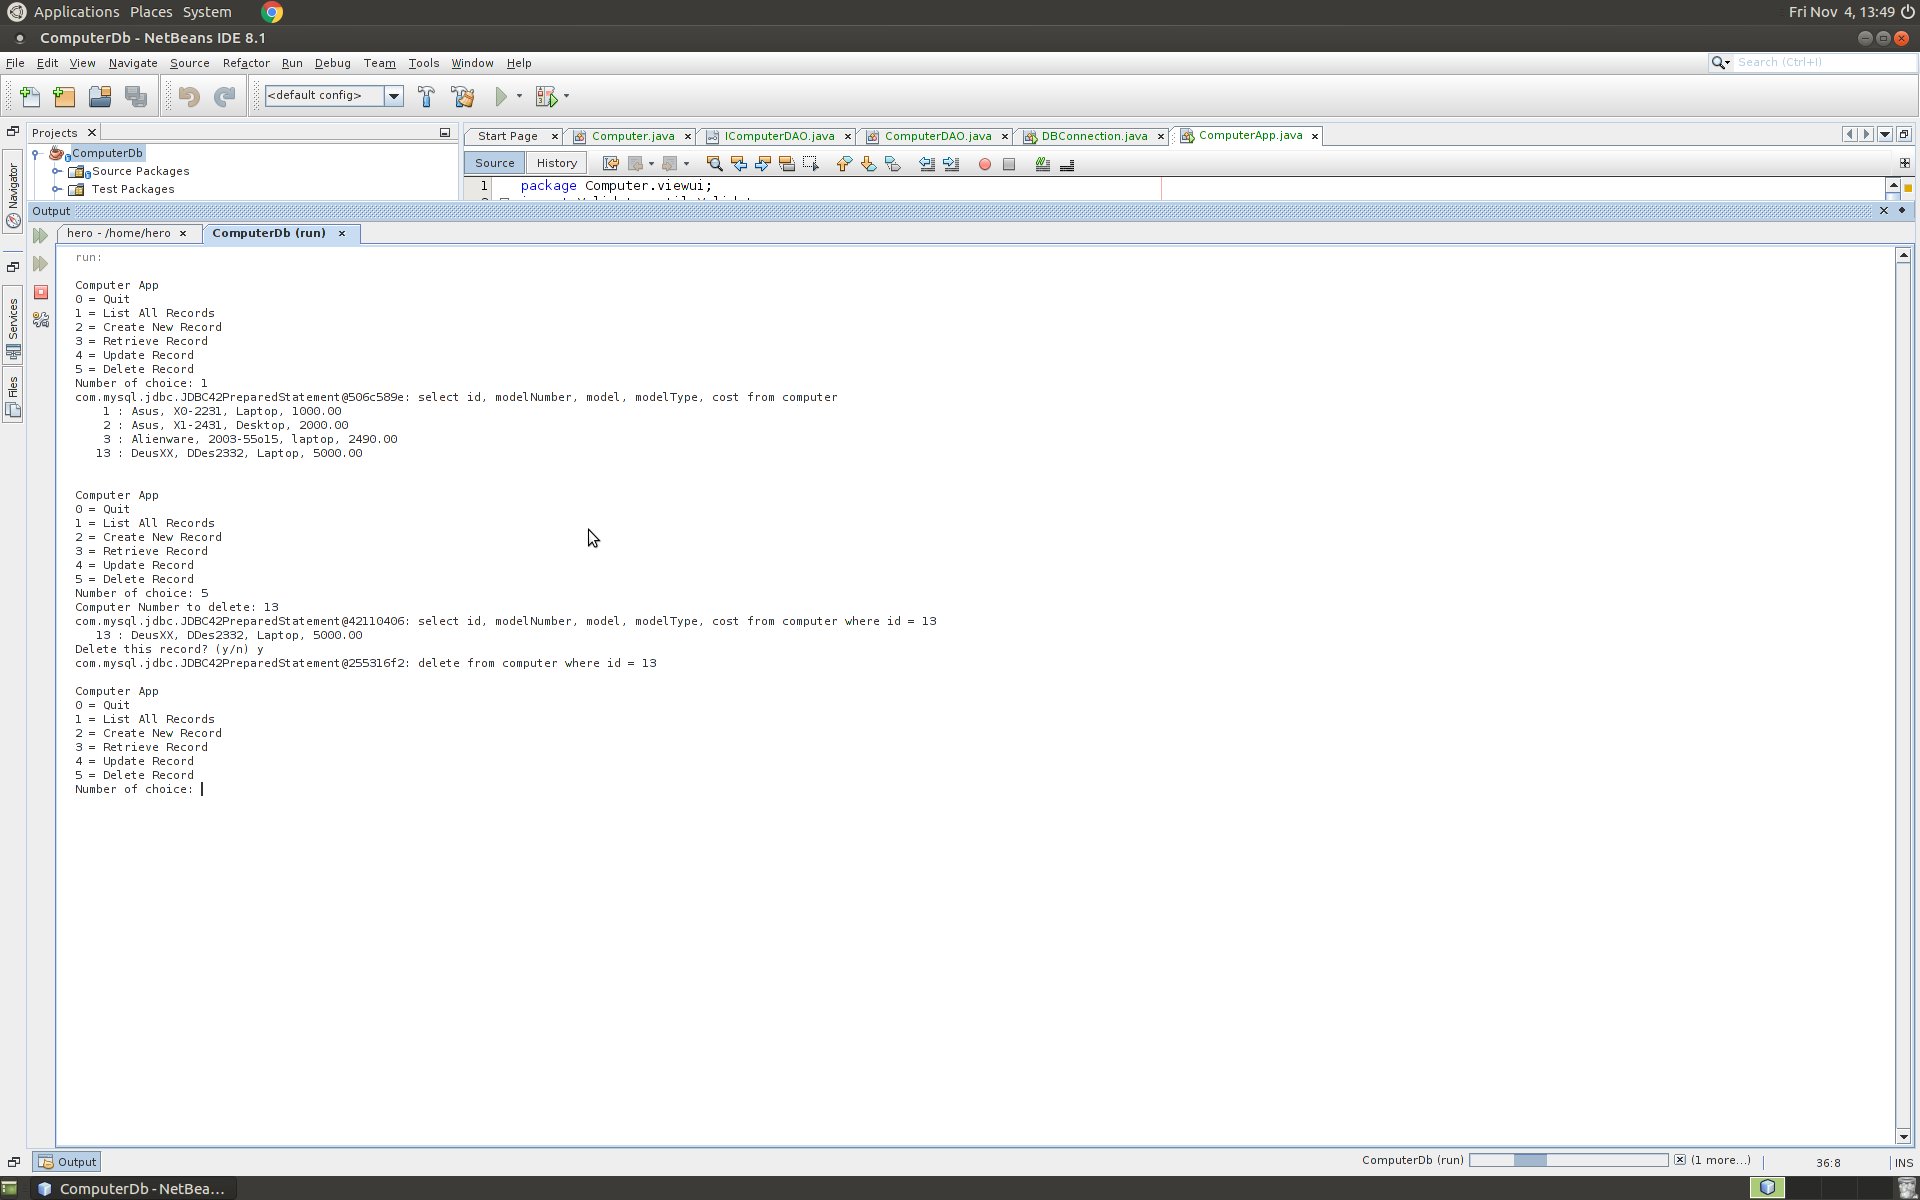 Applications Places System
Fri Nov 4, 13:49
ComputerDb - NetBeans IDE 8.1
File Edit View Navigate Source Refactor Run Debug Team Tools Window Help
Search (Ctrl+I)
<default config>
Projects
Start Page Computer.java IComputerDAO.java ComputerDAO.java DBConnection.java ComputerApp.java
ComputerDb
Source Packages
Test Packages
Source History
1 package Computer.viewui;
Navigator
Services
Files
Output
hero - /home/hero ComputerDb (run)
run:
Computer App
0 = Quit
1 = List All Records
2 = Create New Record
3 = Retrieve Record
4 = Update Record
5 = Delete Record
Number of choice: 1
com.mysql.jdbc.JDBC42PreparedStatement@506c589e: select id, modelNumber, model, modelType, cost from computer
1 : Asus, X0-2231, Laptop, 1000.00
2 : Asus, X1-2431, Desktop, 2000.00
3 : Alienware, 2003-55o15, laptop, 2490.00
13 : DeusXX, DDes2332, Laptop, 5000.00
Computer App
0 = Quit
1 = List All Records
2 = Create New Record
3 = Retrieve Record
4 = Update Record
5 = Delete Record
Number of choice: 5
Computer Number to delete: 13
com.mysql.jdbc.JDBC42PreparedStatement@42110406: select id, modelNumber, model, modelType, cost from computer where id = 13
13 : DeusXX, DDes2332, Laptop, 5000.00
Delete this record? (y/n) y
com.mysql.jdbc.JDBC42PreparedStatement@255316f2: delete from computer where id = 13
Computer App
0 = Quit
1 = List All Records
2 = Create New Record
3 = Retrieve Record
4 = Update Record
5 = Delete Record
Number of choice:
Output
ComputerDb (run) (1 more...) 36:8 INS
ComputerDb - NetBea...